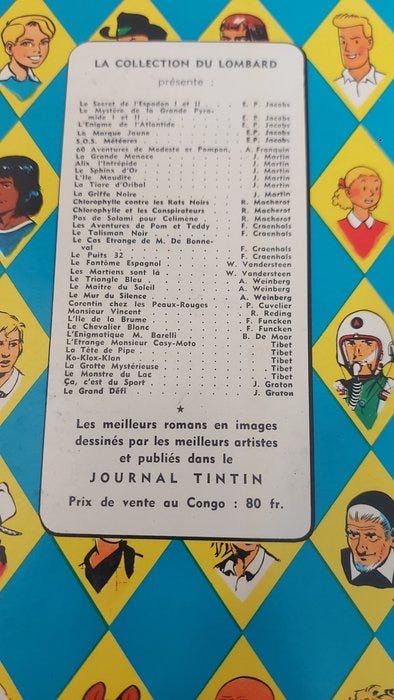 LA COLLECTION DU LOMBARD
présente :
Le Secret de l'Espadon I et II ... E. P. Jacobs
Le Mystère de la Grande Pyra-
mide I et II ... E. P. Jacobs
L'Enigme de l'Atlantide ... E. P. Jacobs
La Marque Jaune ... E.P. Jacobs
S.O.S. Météores ... E.P. Jacobs
60 Aventures de Modeste et Pompon, A. Franquin
La Grande Menace ... J. Martin
Alix l'Intrépide ... J. Martin
Le Sphinx d'Or ... J. Martin
L'Ile Maudite ... J. Martin
La Tiare d'Oribal ... J. Martin
La Griffe Noire ... J. Martin
Chlorophylle contre les Rats Noirs R. Macherot
Chlorophylle et les Conspirateurs . R. Macherot
Pas de Salami pour Celimène . R. Macherot
Les Aventures de Pom et Teddy . F. Craenhals
Le Talisman Noir . F. Craenhals
Le Cas Etrange de M. De Bonne-
val ... F. Craenhals
Le Puits 32 ... F. Craenhals
Le Fantôme Espagnol . W. Vandersteen
Les Martiens sont là . W. Vandersteen
Le Triangle Bleu . A. Weinberg
Le Maitre du Soleil . A. Weinberg
Le Mur du Silence . A. Weinberg
Corentin chez les Peaux-Rouges . P. Cuvelier
Monsieur Vincent ... R. Reding
L'Ile de la Brume . F. Funcken
Le Chevalier Blanc . F. Funcken
L'Enigmatique M. Barelli . B. De Moor
L'Etrange Monsieur Casy-Moto . Tibet
La Tête de Pipe . Tibet
Ko-Klox-Klan ... Tibet
La Grotte Mystérieuse ... Tibet
Le Monstre du Lac ... Tibet
Ça, c'est du Sport . J. Graton
Le Grand Défi ... J. Graton
Les meilleurs romans en images
dessinés par les meilleurs artistes
et publiés dans le
JOURNAL TINTIN
Prix de vente au Congo : 80 fr.